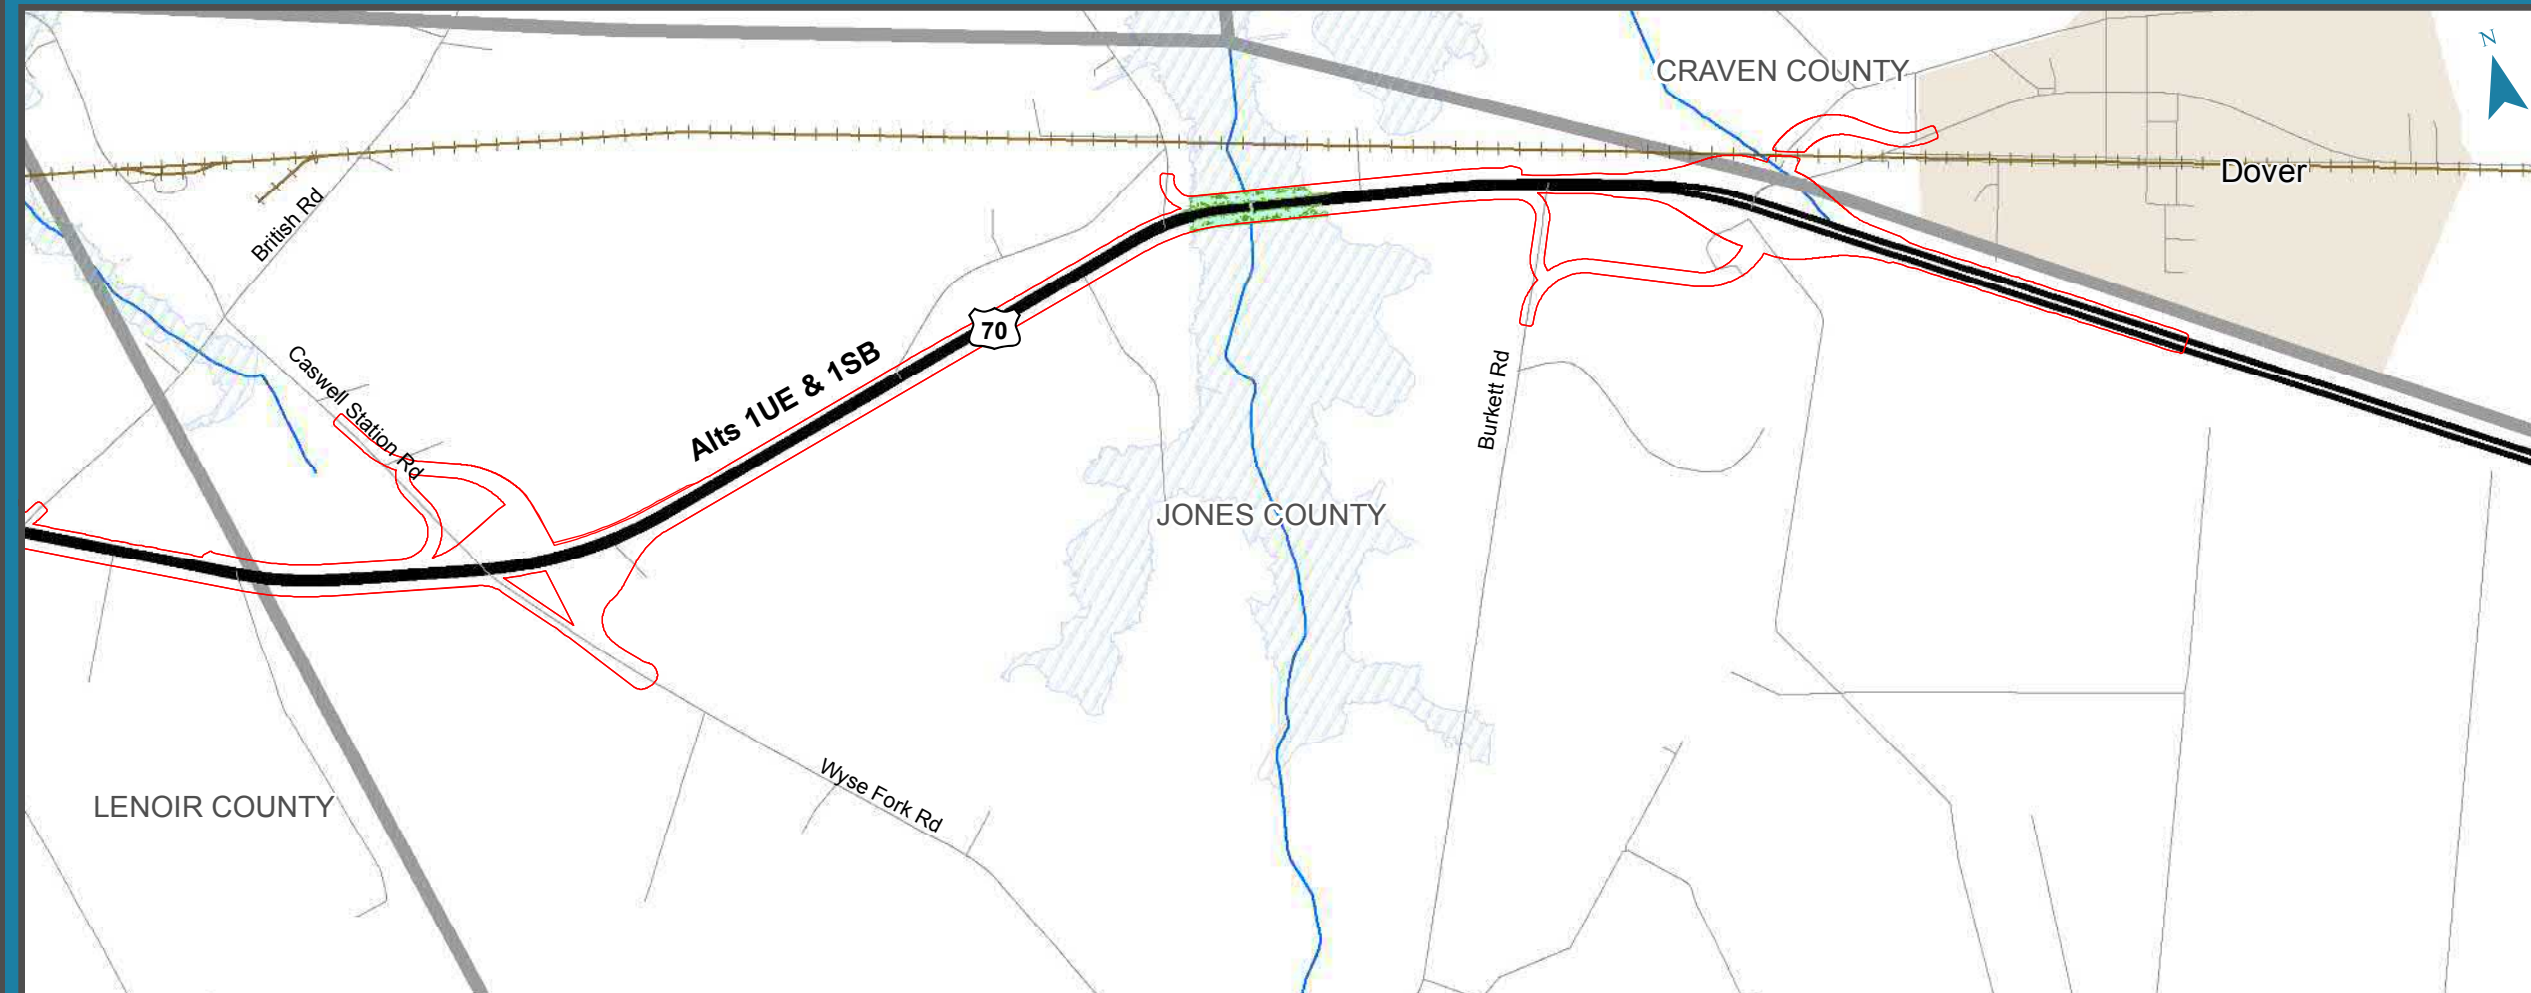 N
CRAVEN COUNTY
Dover
British Rd
70
Caswell Station Rd
Alts 1UE & 1SB
Burkett Rd
JONES COUNTY
Wyse Fork Rd
LENOIR COUNTY